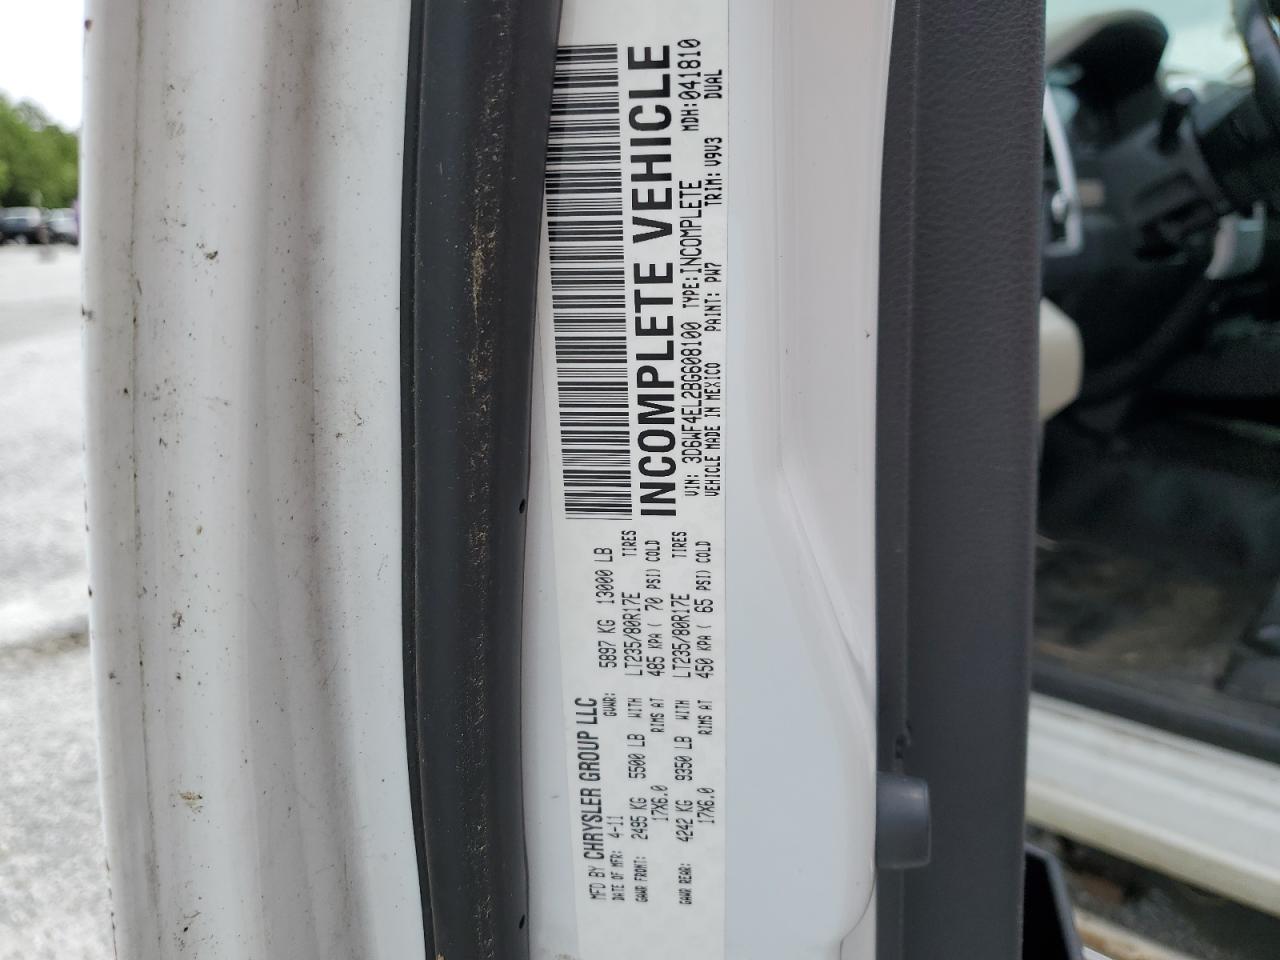 MFD BY CHRYSLER GROUP LLC
DATE OF MFR: 4-11 GVWR: 5897 KG 13000 LB
GAWR FRONT: 2495 KG 5500 LB WITH LT235/80R17E TIRES
17X6.0 RIMS AT 485 KPA ( 70 PSI) COLD
GAWR REAR: 4242 KG 9350 LB WITH LT235/80R17E TIRES
17X6.0 RIMS AT 450 KPA ( 65 PSI) COLD
INCOMPLETE VEHICLE
VIN: 3D6WF4EL2BG608100 TYPE:INCOMPLETE MDH:041810
VEHICLE MADE IN MEXICO PAINT: PW7 TRIM: V9V3 DUAL